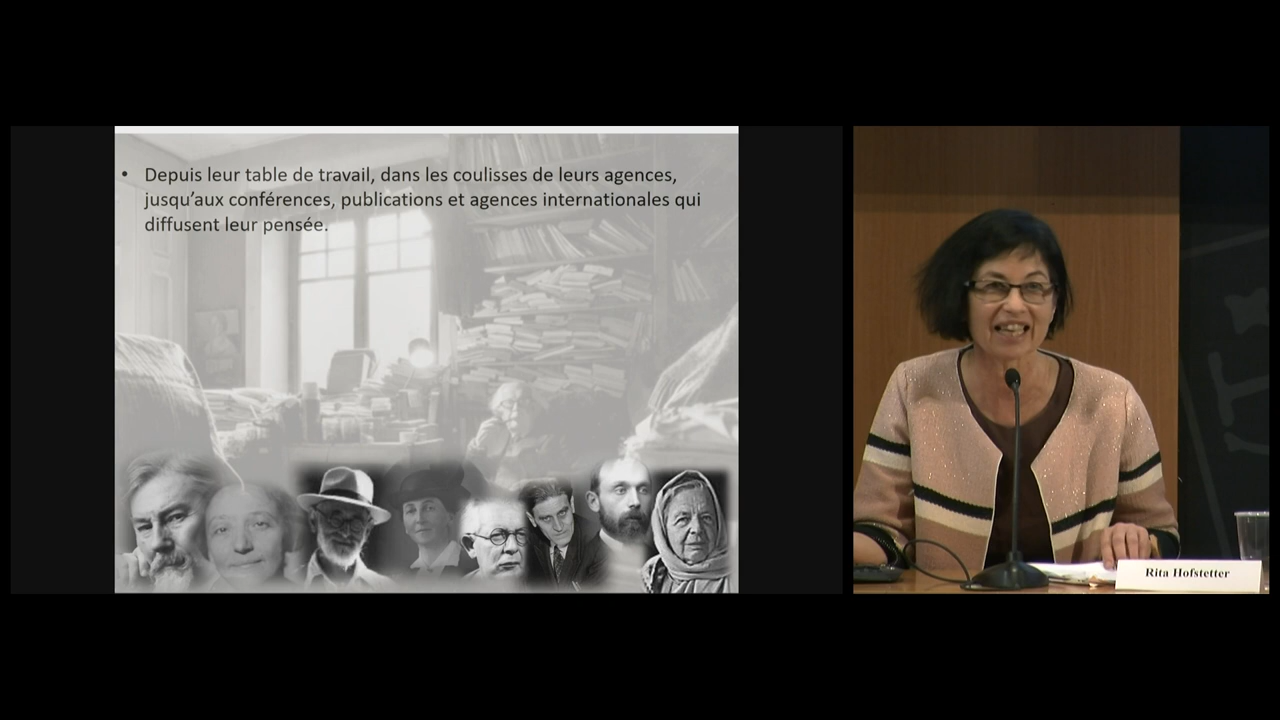 • Depuis leur table de travail, dans les coulisses de leurs agences,
jusqu'aux conférences, publications et agences internationales qui
diffusent leur pensée.
Rita Hofstetter